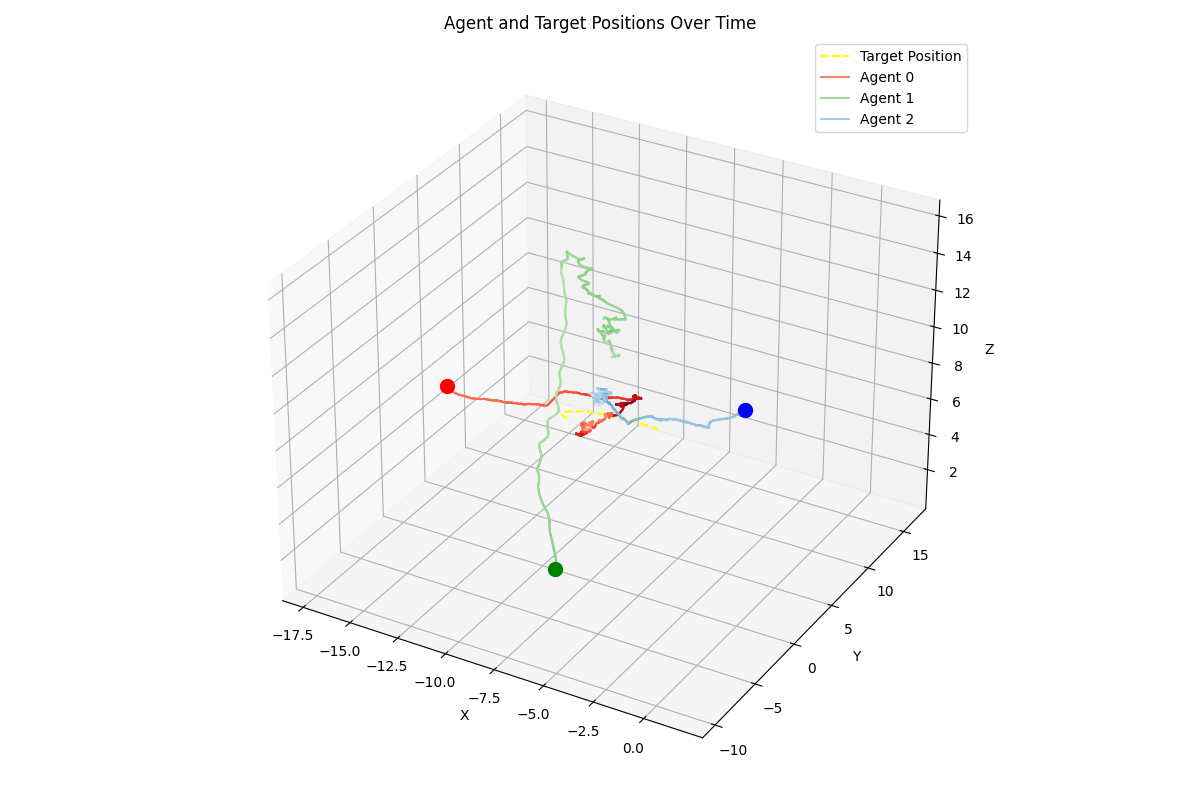 Agent and Target Positions Over Time
Target Position
Agent 0
Agent 1
Agent 2
16
14
12
10
8
6
4
2
Z
15
10
5
0
−5
−10
Y
−17.5
−15.0
−12.5
−10.0
−7.5
−5.0
−2.5
0.0
X